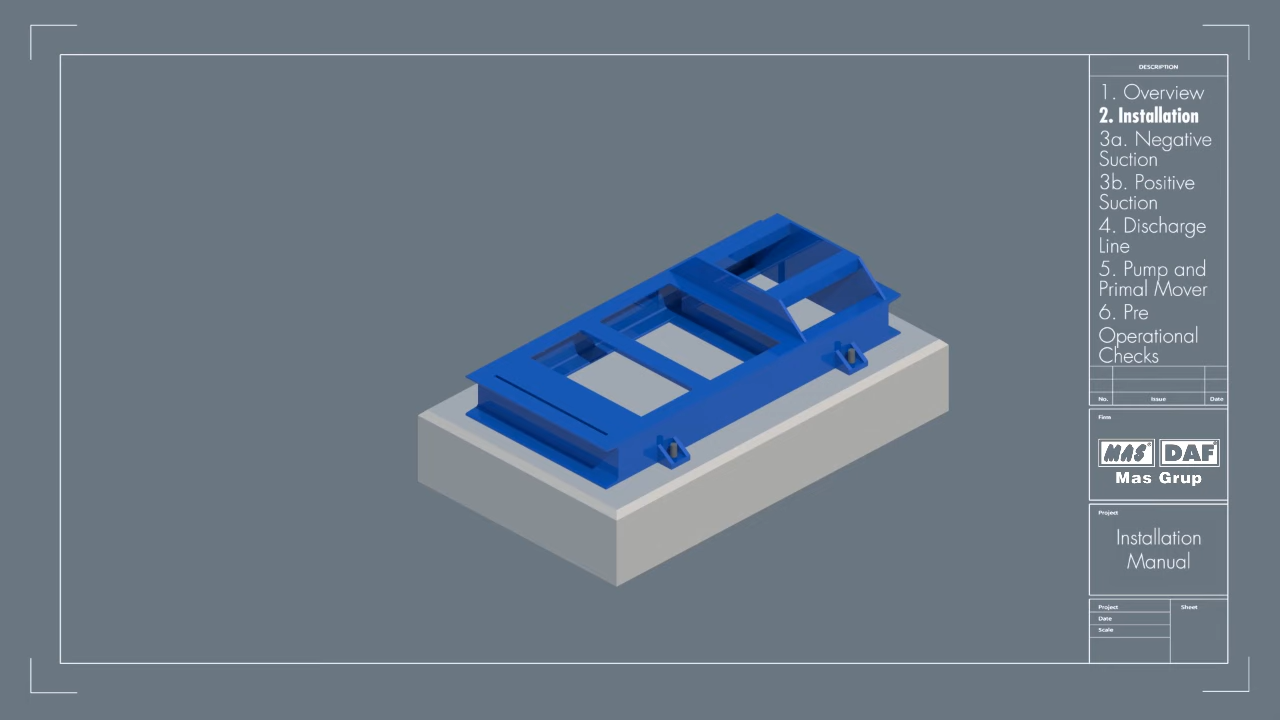 DESCRIPTION
1. Overview
2. Installation
3a. Negative
Suction
3b. Positive
Suction
4. Discharge
Line
5. Pump and
Primal Mover
6. Pre
Operational
Checks
No. Issue Date
Firm
MAS DAF
Mas Grup
Project
Installation
Manual
Project Sheet
Date
Scale